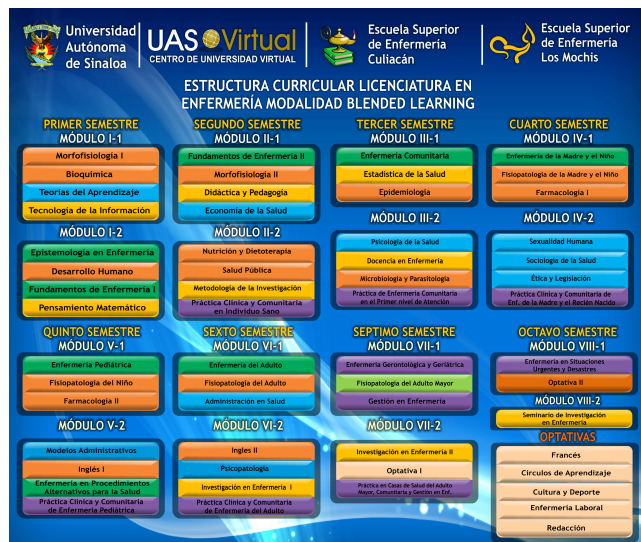 Universidad
Autónoma
de Sinaloa
UAS Virtual
CENTRO DE UNIVERSIDAD VIRTUAL
Escuela Superior
de Enfermería
Culiacán
Escuela Superior
de Enfermería
Los Mochis
ESTRUCTURA CURRICULAR LICENCIATURA EN
ENFERMERÍA MODALIDAD BLENDED LEARNING
PRIMER SEMESTRE
MÓDULO I-1
Morfofisiología I
Bioquímica
Teorías del Aprendizaje
Tecnología de la Información
MÓDULO I-2
Epistemología en Enfermería
Desarrollo Humano
Fundamentos de Enfermería I
Pensamiento Matemático
SEGUNDO SEMESTRE
MÓDULO II-1
Fundamentos de Enfermería II
Morfofisiología II
Didáctica y Pedagogía
Economía de la Salud
MÓDULO II-2
Nutrición y Dietoterapia
Salud Pública
Metodología de la Investigación
Práctica Clínica y Comunitaria
en Individuo Sano
TERCER SEMESTRE
MÓDULO III-1
Enfermería Comunitaria
Estadística de la Salud
Epidemiología
MÓDULO III-2
Psicología de la Salud
Docencia en Enfermería
Microbiología y Parasitología
Práctica de Enfermería Comunitaria
en el Primer nivel de Atención
CUARTO SEMESTRE
MÓDULO IV-1
Enfermería de la Madre y el Niño
Fisiopatología de la Madre y el Niño
Farmacología I
MÓDULO IV-2
Sexualidad Humana
Sociología de la Salud
Ética y Legislación
Práctica Clínica y Comunitaria de
Enf. de la Madre y el Recién Nacido
QUINTO SEMESTRE
MÓDULO V-1
Enfermería Pediátrica
Fisiopatología del Niño
Farmacología II
MÓDULO V-2
Modelos Administrativos
Inglés I
Enfermería en Procedimientos
Alternativos para la Salud
Práctica Clínica y Comunitaria
de Enfermería Pediátrica
SEXTO SEMESTRE
MÓDULO VI-1
Enfermería del Adulto
Fisiopatología del Adulto
Administración en Salud
MÓDULO VI-2
Ingles II
Psicopatología
Investigación en Enfermería I
Práctica Clínica y Comunitaria
de Enfermería del Adulto
SEPTIMO SEMESTRE
MÓDULO VII-1
Enfermería Gerontológica y Geriátrica
Fisiopatología del Adulto Mayor
Gestión en Enfermería
MÓDULO VII-2
Investigación en Enfermería II
Optativa I
Práctica en Casas de Salud del Adulto
Mayor, Comunitaria y Gestión en Enf.
OCTAVO SEMESTRE
MÓDULO VIII-1
Enfermería en Situaciones
Urgentes y Desastres
Optativa II
MÓDULO VIII-2
Seminario de Investigación
en Enfermería
OPTATIVAS
Francés
Círculos de Aprendizaje
Cultura y Deporte
Enfermería Laboral
Redacción